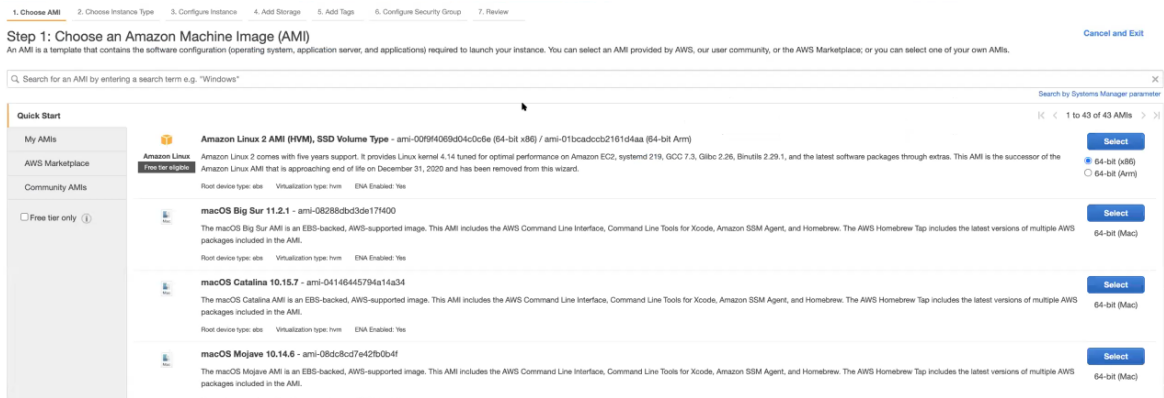 1. Choose AMI 2. Choose Instance Type 3. Configure Instance 4. Add Storage 5. Add Tags 6. Configure Security Group 7. Review
Step 1: Choose an Amazon Machine Image (AMI)
Cancel and Exit
An AMI is a template that contains the software configuration (operating system, application server, and applications) required to launch your instance. You can select an AMI provided by AWS, our user community, or the AWS Marketplace; or you can select one of your own AMIs.
Search for an AMI by entering a search term e.g. "Windows"
Search by Systems Manager parameter
Quick Start
1 to 43 of 43 AMIs
My AMIs
AWS Marketplace
Community AMIs
Free tier only
Amazon Linux
Free tier eligible
Amazon Linux 2 AMI (HVM), SSD Volume Type - ami-00f9f4069d04c0c6e (64-bit x86) / ami-01bcadccb2161d4aa (64-bit Arm)
Amazon Linux 2 comes with five years support. It provides Linux kernel 4.14 tuned for optimal performance on Amazon EC2, systemd 219, GCC 7.3, Glibc 2.26, Binutils 2.29.1, and the latest software packages through extras. This AMI is the successor of the
Amazon Linux AMI that is approaching end of life on December 31, 2020 and has been removed from this wizard.
Root device type: ebs Virtualization type: hvm ENA Enabled: Yes
Select
64-bit (x86)
64-bit (Arm)
Mac
macOS Big Sur 11.2.1 - ami-08288dbd3de17f400
The macOS Big Sur AMI is an EBS-backed, AWS-supported image. This AMI includes the AWS Command Line Interface, Command Line Tools for Xcode, Amazon SSM Agent, and Homebrew. The AWS Homebrew Tap includes the latest versions of multiple AWS
packages included in the AMI.
Root device type: ebs Virtualization type: hvm ENA Enabled: Yes
Select
64-bit (Mac)
Mac
macOS Catalina 10.15.7 - ami-04146445794a14a34
The macOS Catalina AMI is an EBS-backed, AWS-supported image. This AMI includes the AWS Command Line Interface, Command Line Tools for Xcode, Amazon SSM Agent, and Homebrew. The AWS Homebrew Tap includes the latest versions of multiple AWS
packages included in the AMI.
Root device type: ebs Virtualization type: hvm ENA Enabled: Yes
Select
64-bit (Mac)
Mac
macOS Mojave 10.14.6 - ami-08dc8cd7e42fb0b4f
The macOS Mojave AMI is an EBS-backed, AWS-supported image. This AMI includes the AWS Command Line Interface, Command Line Tools for Xcode, Amazon SSM Agent, and Homebrew. The AWS Homebrew Tap includes the latest versions of multiple AWS
packages included in the AMI.
Select
64-bit (Mac)